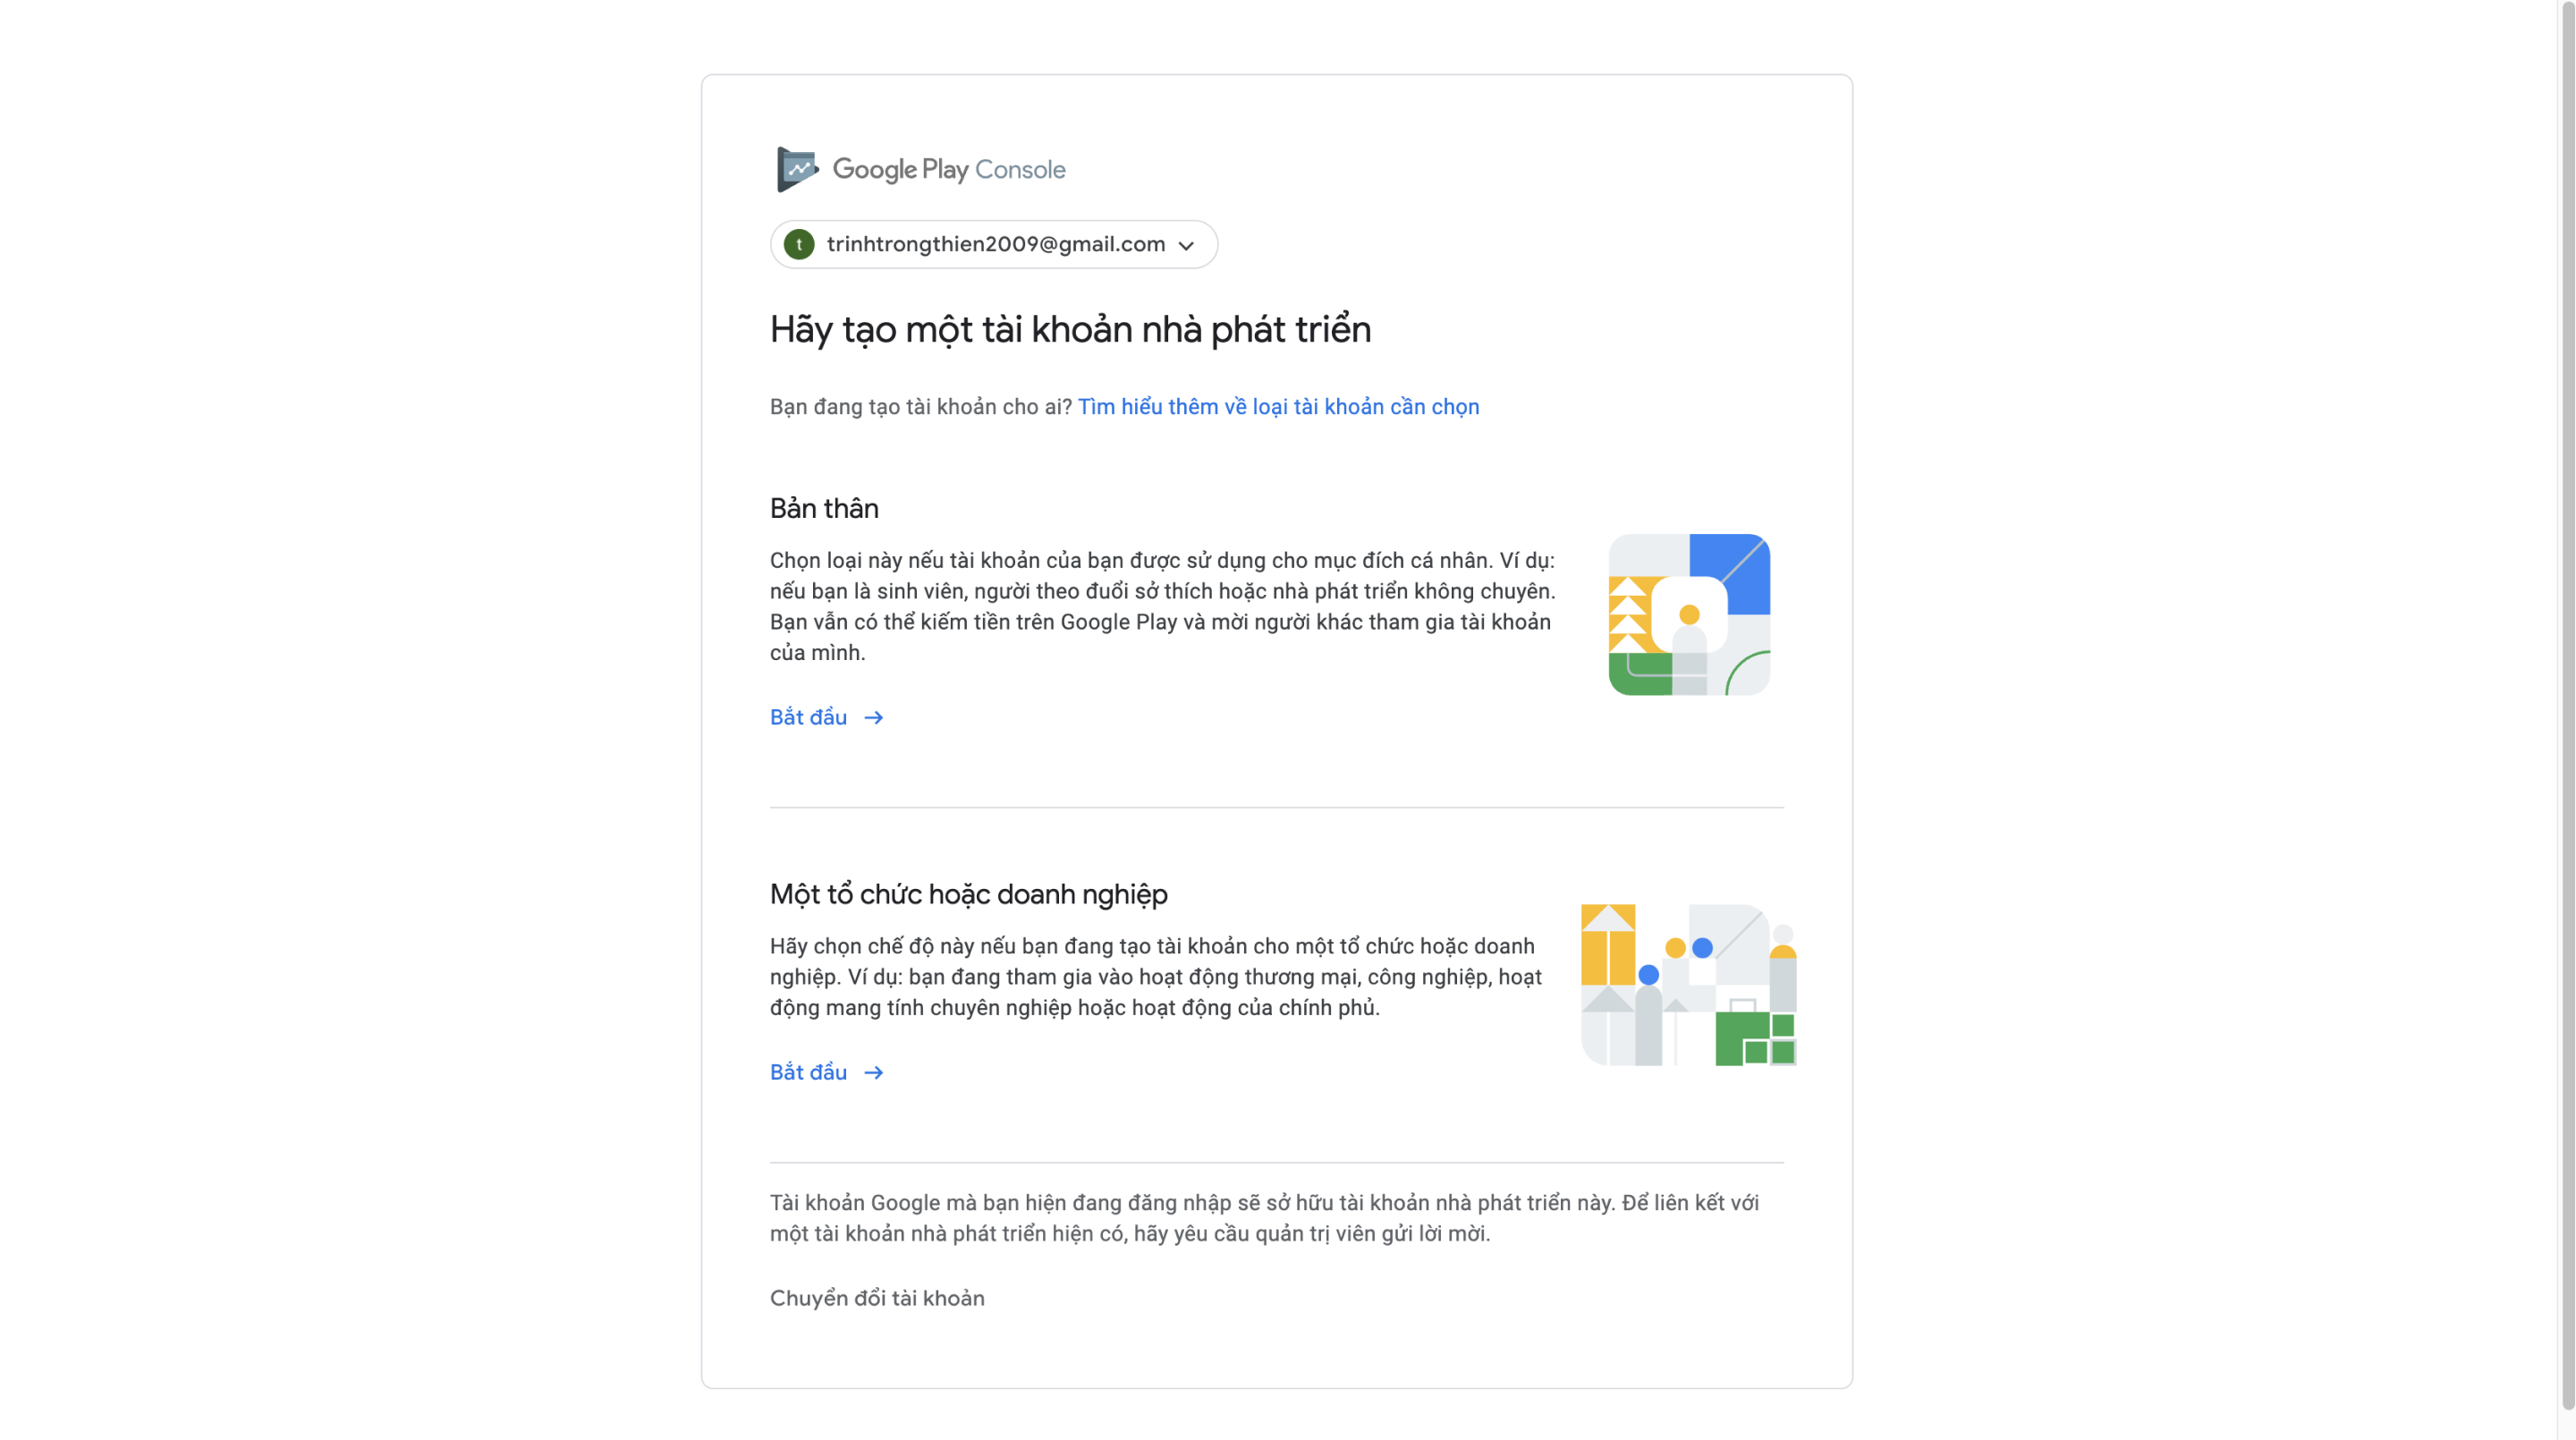 Google Play Console
t
trinhtrongthien2009@gmail.com
Hãy tạo một tài khoản nhà phát triển
Bạn đang tạo tài khoản cho ai? Tìm hiểu thêm về loại tài khoản cần chọn
Bản thân
Chọn loại này nếu tài khoản của bạn được sử dụng cho mục đích cá nhân. Ví dụ:
nếu bạn là sinh viên, người theo đuổi sở thích hoặc nhà phát triển không chuyên.
Bạn vẫn có thể kiếm tiền trên Google Play và mời người khác tham gia tài khoản
của mình.
Bắt đầu
Một tổ chức hoặc doanh nghiệp
Hãy chọn chế độ này nếu bạn đang tạo tài khoản cho một tổ chức hoặc doanh
nghiệp. Ví dụ: bạn đang tham gia vào hoạt động thương mại, công nghiệp, hoạt
động mang tính chuyên nghiệp hoặc hoạt động của chính phủ.
Bắt đầu
Tài khoản Google mà bạn hiện đang đăng nhập sẽ sở hữu tài khoản nhà phát triển này. Để liên kết với
một tài khoản nhà phát triển hiện có, hãy yêu cầu quản trị viên gửi lời mời.
Chuyển đổi tài khoản